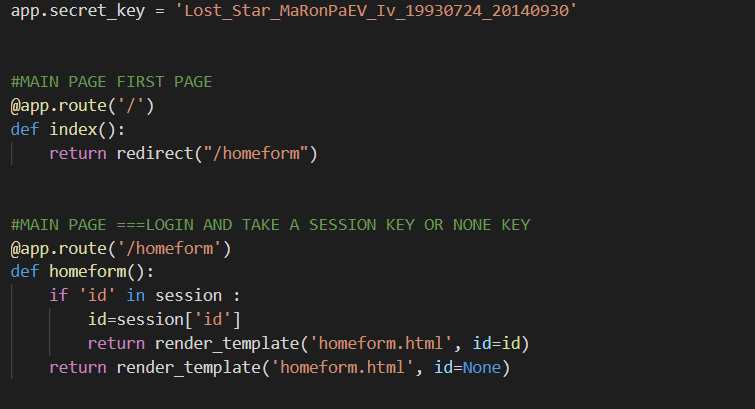 app.secret_key = 'Lost_Star_MaRonPaEV_Iv_19930724_20140930'
#MAIN PAGE FIRST PAGE
@app.route('/')
def index():
    return redirect("/homeform")
#MAIN PAGE ===LOGIN AND TAKE A SESSION KEY OR NONE KEY
@app.route('/homeform')
def homeform():
    if 'id' in session :
        id=session['id']
        return render_template('homeform.html', id=id)
    return render_template('homeform.html', id=None)